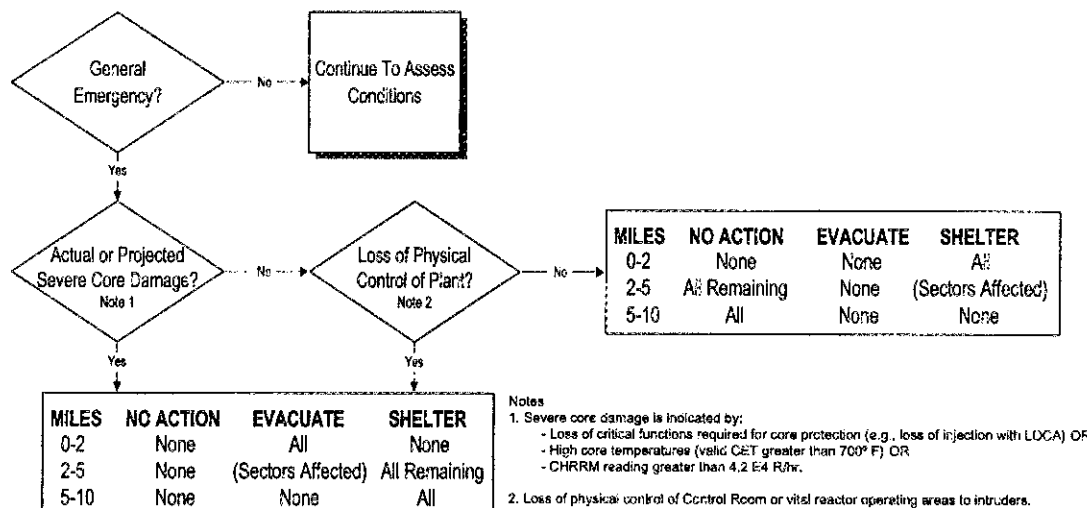 General
Emergency?
No
Continue To Assess
Conditions
Yes
Actual or Projected
Severe Core Damage?
Note 1
No
Loss of Physical
Control of Plant?
Note 2
No
MILES NO ACTION EVACUATE SHELTER
0-2 None None All
2-5 All Remaining None (Sectors Affected)
5-10 All None None
Yes
Yes
MILES NO ACTION EVACUATE SHELTER
0-2 None All None
2-5 None (Sectors Affected) All Remaining
5-10 None None All
Notes
1. Severe core damage is indicated by:
- Loss of critical functions required for core protection (e.g., loss of injection with LOCA) OR
- High core temperatures (valid CET greater than 700° F) OR
- CHRRM reading greater than 4.2 E4 R/hr.
2. Loss of physical control of Control Room or vital reactor operating areas to intruders.